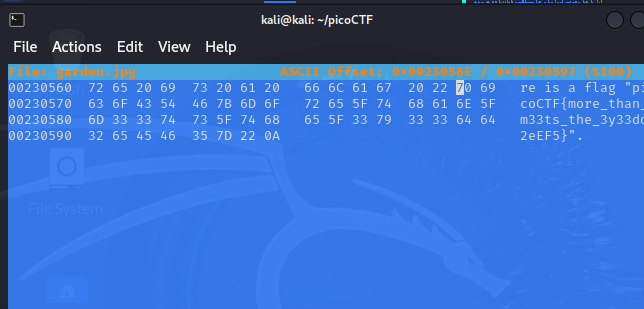 kali@kali: ~/picoCTF
File Actions Edit View Help
File: garden.jpg ASCII Offset: 0x0023056E / 0x00230597 (%100)
00230560 72 65 20 69 73 20 61 20 66 6C 61 67 20 22 70 69 re is a flag "pi
00230570 63 6F 43 54 46 7B 6D 6F 72 65 5F 74 68 61 6E 5F coCTF{more_than_
00230580 6D 33 33 74 73 5F 74 68 65 5F 33 79 33 33 64 64 m33ts_the_3y33dd
00230590 32 65 45 46 35 7D 22 0A 2eEF5}".
File System